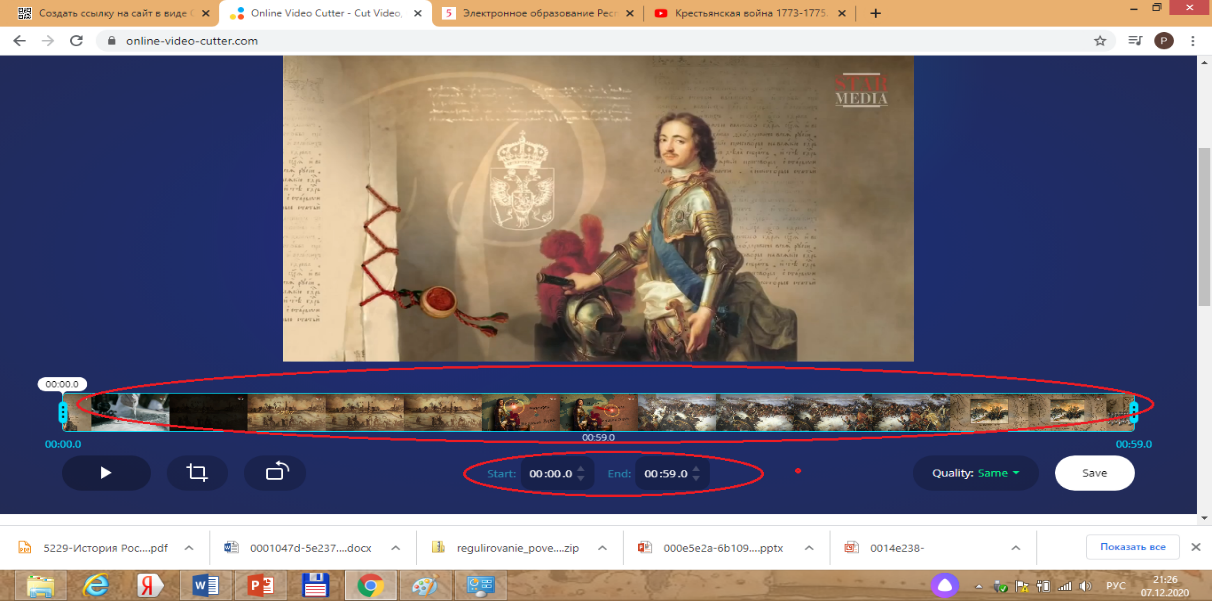 Создать ссылку на сайт в виде
Online Video Cutter - Cut Video,
Электронное образование Респ
Крестьянская война 1773-1775.
online-video-cutter.com
P
STAR
MEDIA
00:00.0
00:59.0
00:00.0
00:59.0
Start: 00:00.0 End: 00:59.0
Quality: Same
Save
5229-История Рос....pdf
0001047d-5e237....docx
regulirovanie_pove....zip
000e5e2a-6b109....pptx
0014e238-
Показать все
РУС
21:26
07.12.2020